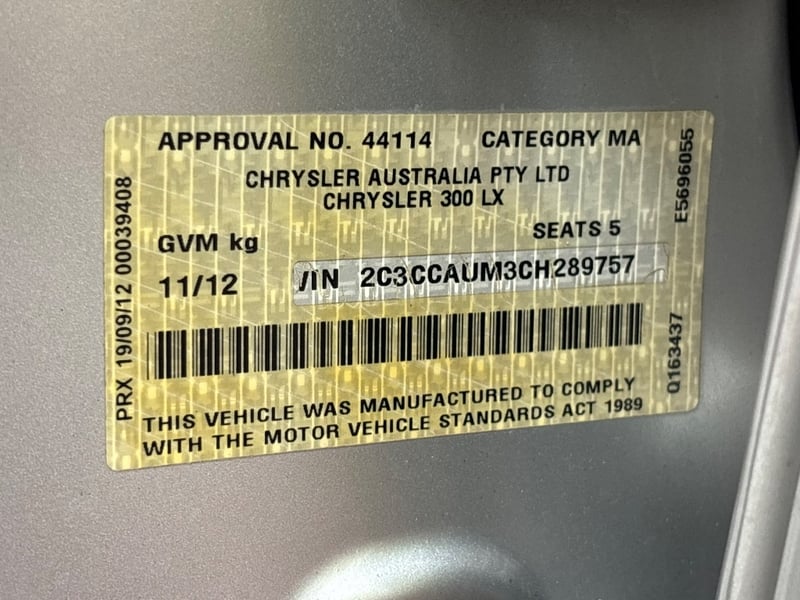 APPROVAL NO. 44114 CATEGORY MA
CHRYSLER AUSTRALIA PTY LTD
CHRYSLER 300 LX
SEATS 5
GVM kg
11/12 VIN 2C3CCAUM3CH289757
THIS VEHICLE WAS MANUFACTURED TO COMPLY
WITH THE MOTOR VEHICLE STANDARDS ACT 1989
PRX 19/09/12 00039408
E5696055
Q163437